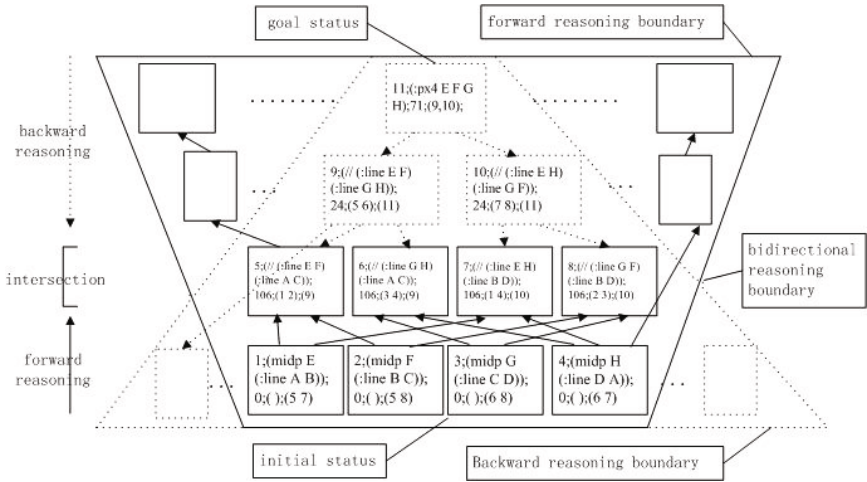 goal status
forward reasoning boundary
11;(:px4 E F G
H);71;(9,10);
backward
reasoning
9;(// (:line E F)
(:line G H));
24;(5 6);(11)
10;(// (:line E H)
(:line G F));
24;(7 8);(11)
5;(// (:line E F)
(:line A C));
106;(1 2);(9)
6;(// (:line G H)
(:line A C));
106;(3 4);(9)
7;(// (:line E H)
(:line B D));
106;(1 4);(10)
8;(// (:line G F)
(:line B D));
106;(2 3);(10)
bidirectional
reasoning
boundary
intersection
forward
reasoning
1;(midp E
(:line A B));
0;( );(5 7)
2;(midp F
(:line B C));
0;( );(5 8)
3;(midp G
(:line C D));
0;( );(6 8)
4;(midp H
(:line D A));
0;( );(6 7)
initial status
Backward reasoning boundary